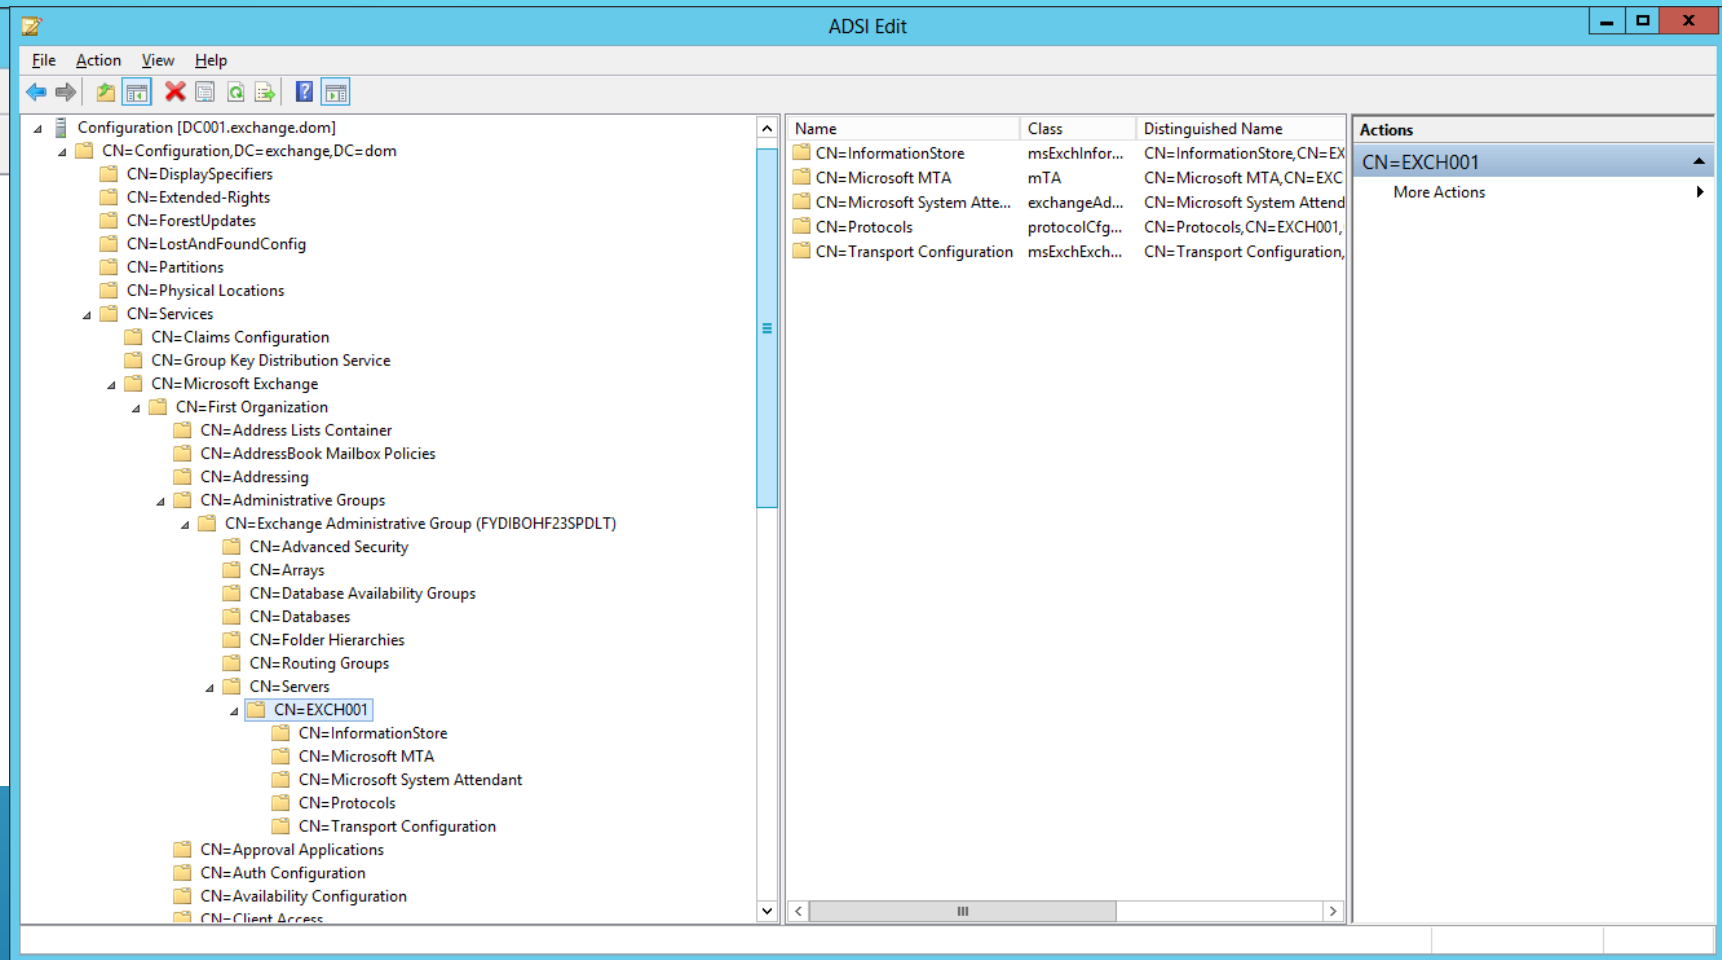 ADSI Edit
File Action View Help
Configuration [DC001.exchange.dom]
CN=Configuration,DC=exchange,DC=dom
CN=DisplaySpecifiers
CN=Extended-Rights
CN=ForestUpdates
CN=LostAndFoundConfig
CN=Partitions
CN=Physical Locations
CN=Services
CN=Claims Configuration
CN=Group Key Distribution Service
CN=Microsoft Exchange
CN=First Organization
CN=Address Lists Container
CN=AddressBook Mailbox Policies
CN=Addressing
CN=Administrative Groups
CN=Exchange Administrative Group (FYDIBOHF23SPDLT)
CN=Advanced Security
CN=Arrays
CN=Database Availability Groups
CN=Databases
CN=Folder Hierarchies
CN=Routing Groups
CN=Servers
CN=EXCH001
CN=InformationStore
CN=Microsoft MTA
CN=Microsoft System Attendant
CN=Protocols
CN=Transport Configuration
CN=Approval Applications
CN=Auth Configuration
CN=Availability Configuration
CN=Client Access
Name Class Distinguished Name
CN=InformationStore msExchInfor... CN=InformationStore,CN=EX
CN=Microsoft MTA mTA CN=Microsoft MTA,CN=EXC
CN=Microsoft System Atte... exchangeAd... CN=Microsoft System Attend
CN=Protocols protocolCfg... CN=Protocols,CN=EXCH001,
CN=Transport Configuration msExchExch... CN=Transport Configuration,
Actions
CN=EXCH001
More Actions